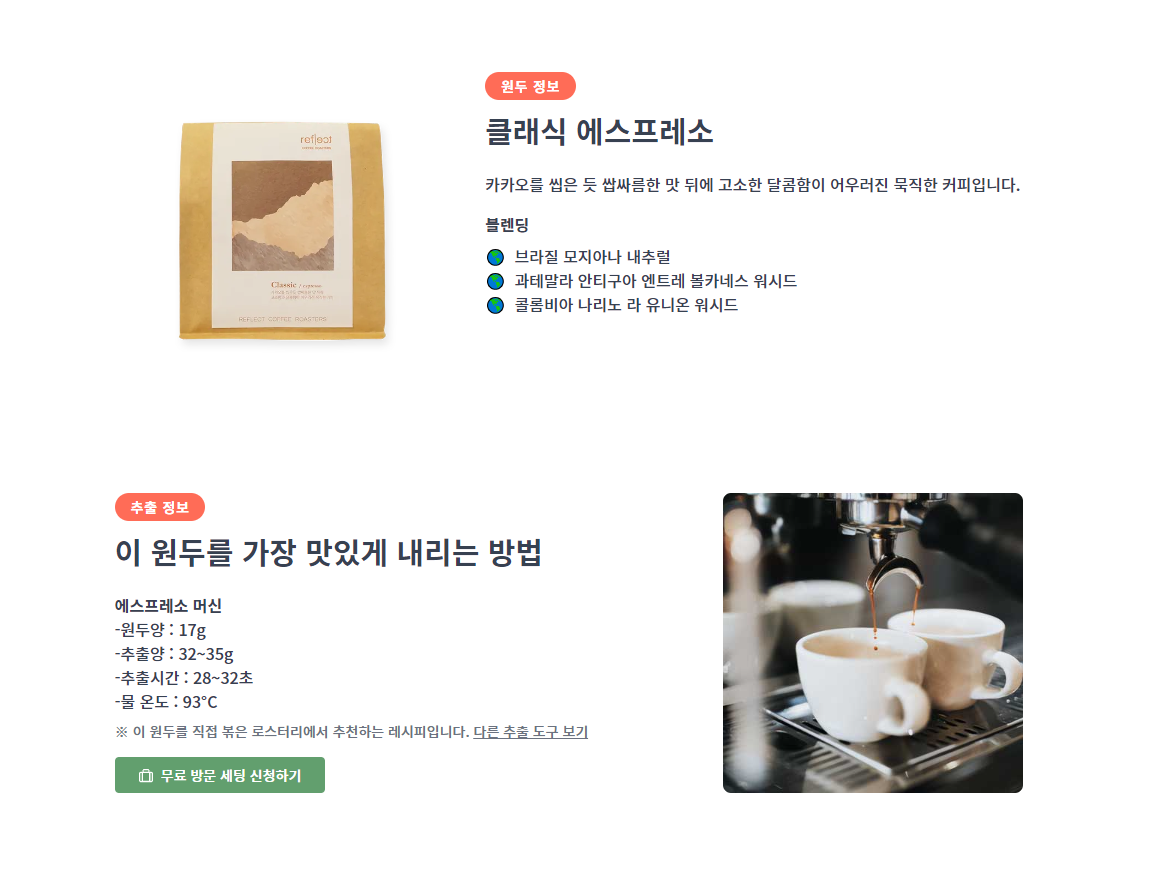 원두 정보
클래식 에스프레소
카카오를 씹은 듯 쌉싸름한 맛 뒤에 고소한 달콤함이 어우러진 묵직한 커피입니다.
블렌딩
브라질 모지아나 내추럴
과테말라 안티구아 엔트레 볼카네스 워시드
콜롬비아 나리노 라 유니온 워시드
reflect
Classic / espresso
REFLECT COFFEE ROASTERS
추출 정보
이 원두를 가장 맛있게 내리는 방법
에스프레소 머신
-원두양 : 17g
-추출양 : 32~35g
-추출시간 : 28~32초
-물 온도 : 93°C
※ 이 원두를 직접 볶은 로스터리에서 추천하는 레시피입니다. 다른 추출 도구 보기
무료 방문 세팅 신청하기